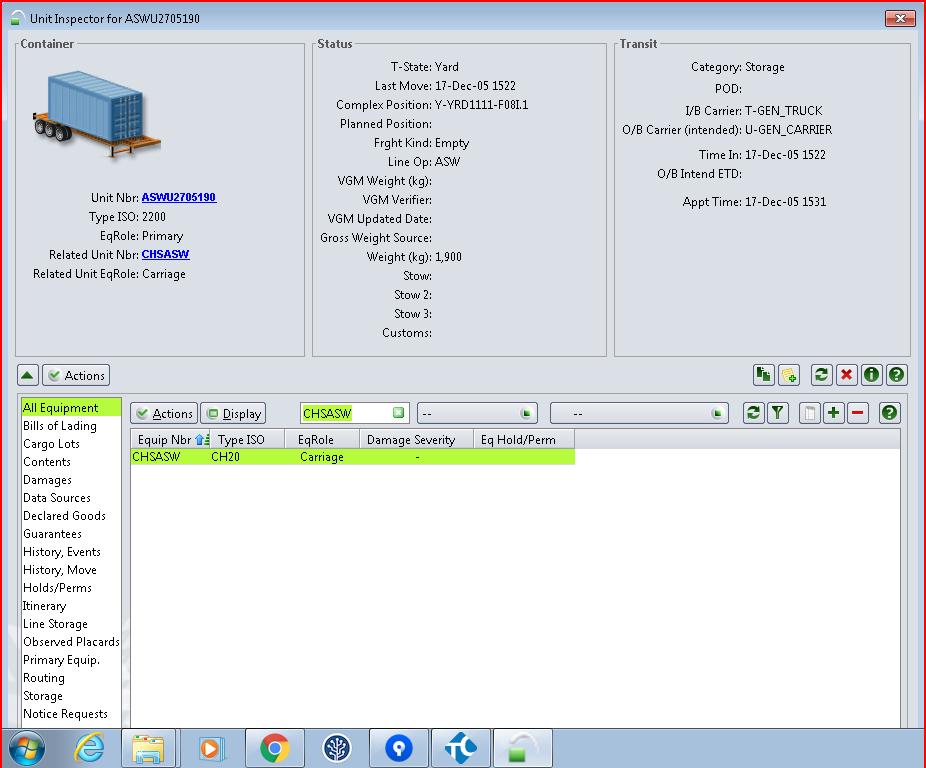 Unit Inspector for ASWU2705190
Container
Unit Nbr: ASWU2705190
Type ISO: 2200
EqRole: Primary
Related Unit Nbr: CHSASW
Related Unit EqRole: Carriage
Status
T-State: Yard
Last Move: 17-Dec-05 1522
Complex Position: Y-YRD1111-F08I.1
Planned Position:
Frght Kind: Empty
Line Op: ASW
VGM Weight (kg):
VGM Verifier:
VGM Updated Date:
Gross Weight Source:
Weight (kg): 1,900
Stow:
Stow 2:
Stow 3:
Customs:
Transit
Category: Storage
POD:
I/B Carrier: T-GEN_TRUCK
O/B Carrier (intended): U-GEN_CARRIER
Time In: 17-Dec-05 1522
O/B Intend ETD:
Appt Time: 17-Dec-05 1531
Actions
All Equipment
Bills of Lading
Cargo Lots
Contents
Damages
Data Sources
Declared Goods
Guarantees
History, Events
History, Move
Holds/Perms
Itinerary
Line Storage
Observed Placards
Primary Equip.
Routing
Storage
Notice Requests
Actions Display CHSASW -- --
Equip Nbr Type ISO EqRole Damage Severity Eq Hold/Perm
CHSASW CH20 Carriage -